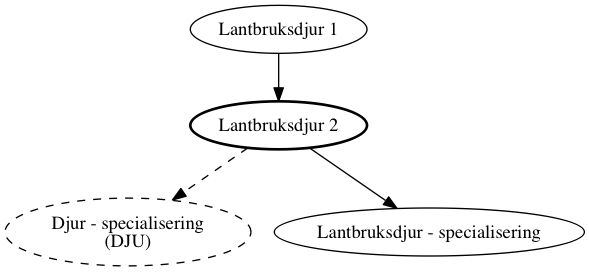 Lantbruksdjur 1
Lantbruksdjur 2
Djur - specialisering
(DJU)
Lantbruksdjur - specialisering